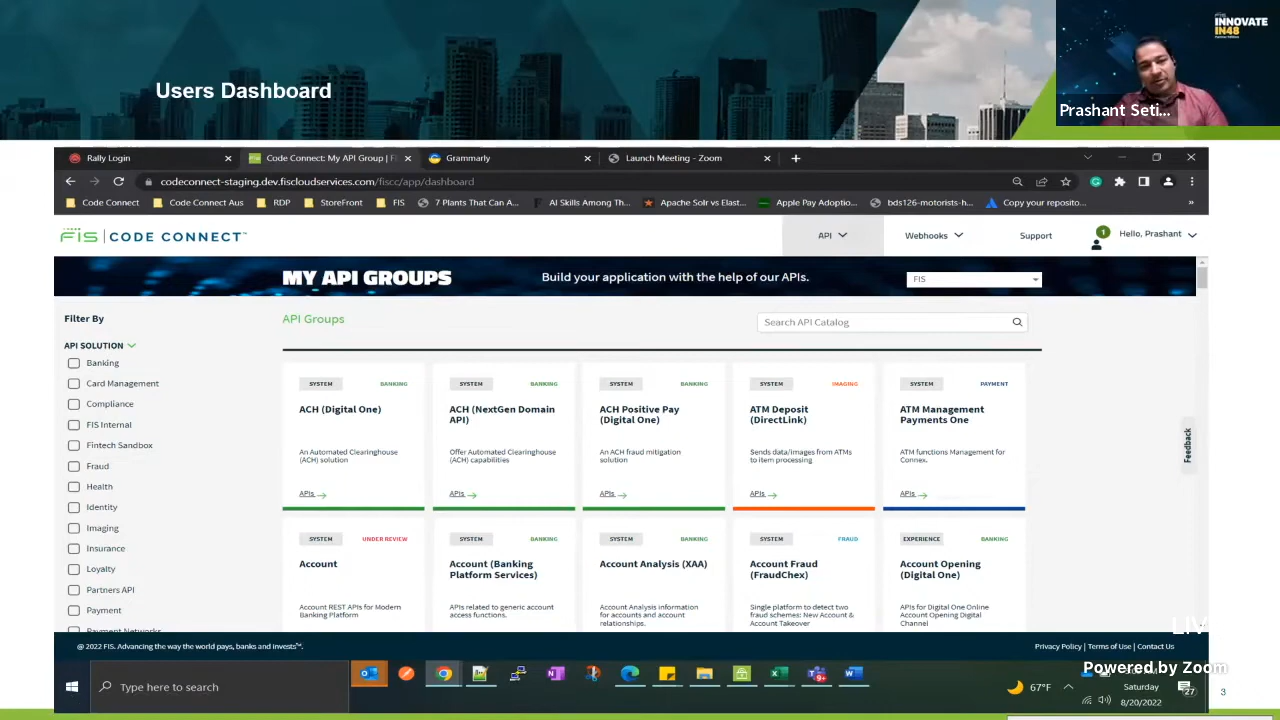 Users Dashboard
FIS
INNOVATE
IN48
Prashant Seti...
Rally Login
Code Connect: My API Group | F
Grammarly
Launch Meeting - Zoom
codeconnect-staging.dev.fiscloudservices.com/fiscc/app/dashboard
Code Connect
Code Connect Aus
RDP
StoreFront
FIS
7 Plants That Can A...
AI Skills Among Th...
Apache Solr vs Elast...
Apple Pay Adoptio...
bds126-motorists-h...
Copy your reposito...
»
FIS | CODE CONNECT™
API
Webhooks
Support
1
Hello, Prashant
MY API GROUPS
Build your application with the help of our APIs.
FIS
Filter By
API SOLUTION
Banking
Card Management
Compliance
FIS Internal
Fintech Sandbox
Fraud
Health
Identity
Imaging
Insurance
Loyalty
Partners API
Payment
Payment Networks
API Groups
Search API Catalog
SYSTEM BANKING
ACH (Digital One)
An Automated Clearinghouse
(ACH) solution
APIs
SYSTEM BANKING
ACH (NextGen Domain
API)
Offer Automated Clearinghouse
(ACH) capabilities
APIs
SYSTEM BANKING
ACH Positive Pay
(Digital One)
An ACH fraud mitigation
solution
APIs
SYSTEM IMAGING
ATM Deposit
(DirectLink)
Sends data/images from ATMs
to item processing
APIs
SYSTEM PAYMENT
ATM Management
Payments One
ATM functions Management for
Connex.
APIs
SYSTEM UNDER REVIEW
Account
Account REST APIs for Modern
Banking Platform
SYSTEM BANKING
Account (Banking
Platform Services)
APIs related to generic account
access functions.
SYSTEM BANKING
Account Analysis (XAA)
Account Analysis information
for accounts and account
relationships.
SYSTEM FRAUD
Account Fraud
(FraudChex)
Single platform to detect two
fraud schemes: New Account &
Account Takeover
EXPERIENCE BANKING
Account Opening
(Digital One)
APIs for Digital One Online
Account Opening Digital
Channel
Feedback
@ 2022 FIS. Advancing the way the world pays, banks and invests℠.
Privacy Policy | Terms of Use | Contact Us
Powered by Zoom
Type here to search
67°F
Saturday
8/20/2022
27
3